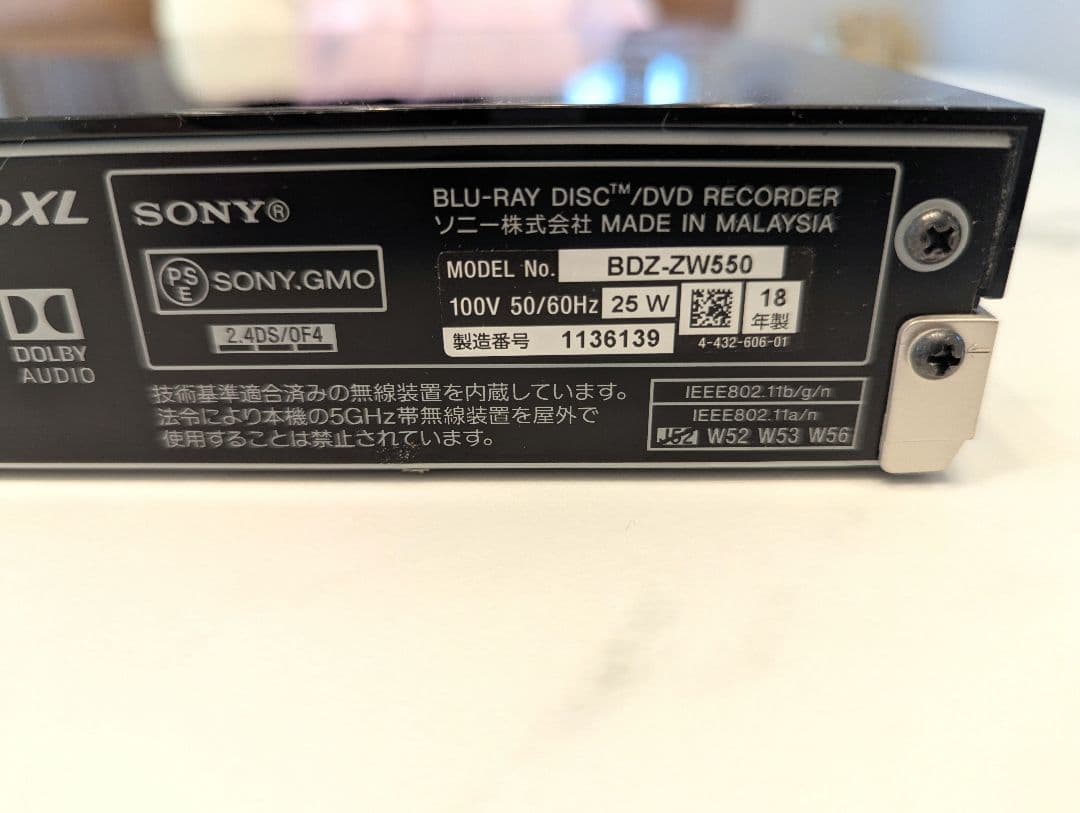 XL
DOLBY
AUDIO
SONY®
BLU-RAY DISC™/DVD RECORDER
ソニー株式会社 MADE IN MALAYSIA
PSE SONY.GMO
2.4DS/OF4
MODEL No. BDZ-ZW550
100V 50/60Hz 25 W
18
年製
製造番号 1136139
4-432-606-01
技術基準適合済みの無線装置を内蔵しています。
法令により本機の5GHz帯無線装置を屋外で
使用することは禁止されています。
IEEE802.11b/g/n
IEEE802.11a/n
J52 W52 W53 W56